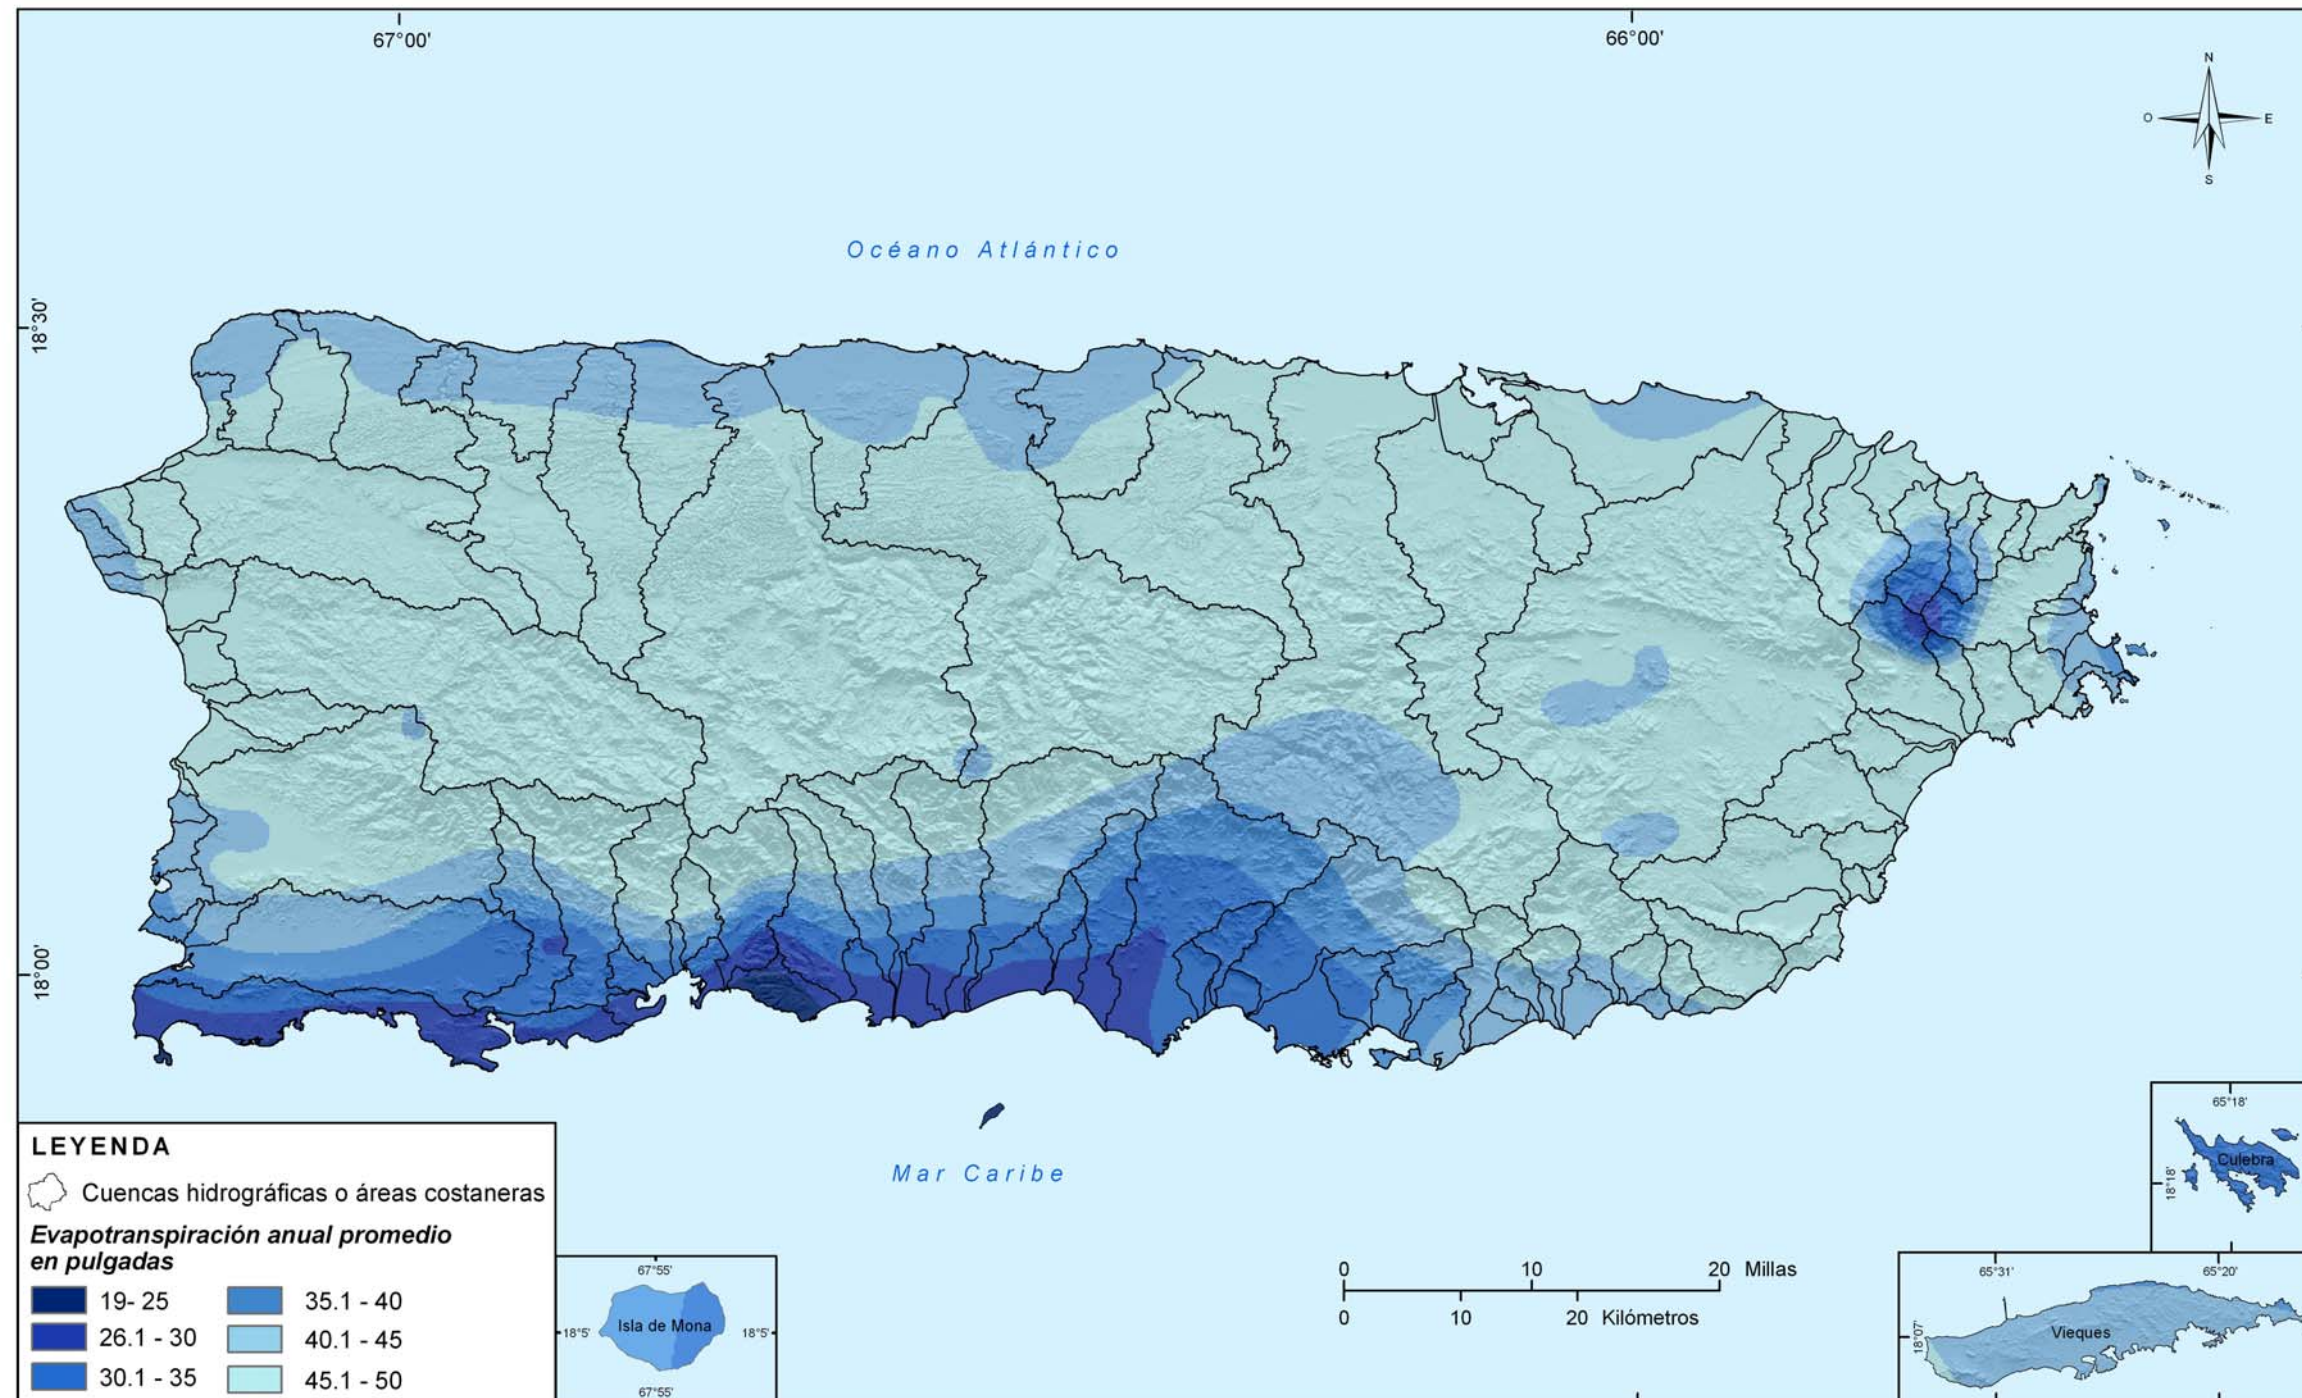 67°00'
66°00'
N
O
E
S
Océano Atlántico
18°30'
18°00'
Mar Caribe
LEYENDA
Cuencas hidrográficas o áreas costaneras
Evapotranspiración anual promedio
en pulgadas
19- 25
35.1 - 40
26.1 - 30
40.1 - 45
30.1 - 35
45.1 - 50
67°55'
18°5'
Isla de Mona
18°5'
67°55'
0
10
20 Millas
0
10
20 Kilómetros
65°18'
18°18'
Culebra
65°31'
65°20'
18°07'
Vieques